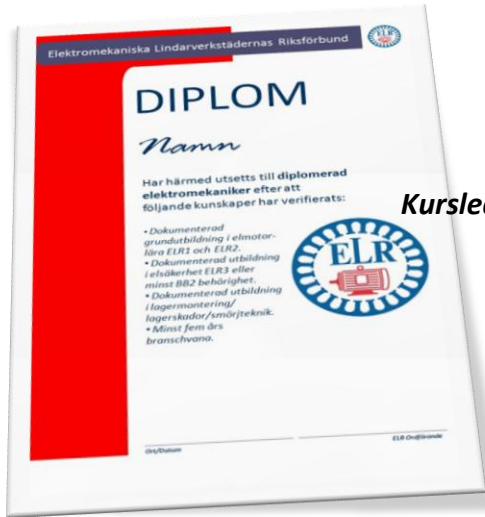 Elektromekaniska Lindarverkstädernas Riksförbund
ELR
DIPLOM
Namn
Har härmed utsetts till diplomerad
elektromekaniker efter att
följande kunskaper har verifierats:
• Dokumenterad
grundutbildning i elmotor-
lära ELR1 och ELR2.
• Dokumenterad utbildning
i elsäkerhet ELR3 eller
minst BB2 behörighet.
• Dokumenterad utbildning
i lagermontering/
lagerskador/smörjteknik.
• Minst fem års
branschvana.
ELR
Ort/Datum
ELR Ordförande